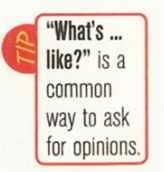 TIP
“What's ...
like?” is a
common
way to ask
for opinions.